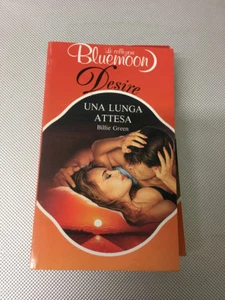 le collezioni
Bluemoon
Desire
UNA LUNGA
ATTESA
Billie Green